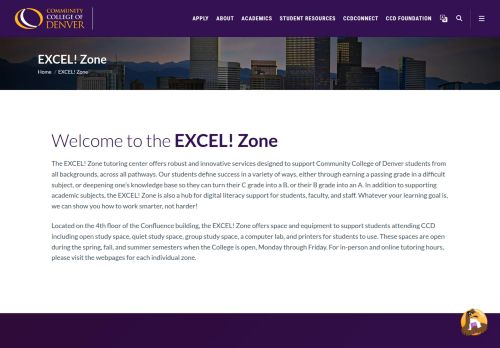 COMMUNITY
COLLEGE OF
DENVER
APPLY ABOUT ACADEMICS STUDENT RESOURCES CCDCONNECT CCD FOUNDATION
EXCEL! Zone
Home / EXCEL! Zone
Welcome to the EXCEL! Zone
The EXCEL! Zone tutoring center offers robust and innovative services designed to support Community College of Denver students from
all backgrounds, across all pathways. Our students define success in a variety of ways, either through earning a passing grade in a difficult
subject, or deepening one's knowledge base so they can turn their C grade into a B, or their B grade into an A. In addition to supporting
academic subjects, the EXCEL! Zone is also a hub for digital literacy support for students, faculty, and staff. Whatever your learning goal is,
we can show you how to work smarter, not harder!
Located on the 4th floor of the Confluence building, the EXCEL! Zone offers space and equipment to support students attending CCD
including open study space, quiet study space, group study space, a computer lab, and printers for students to use. These spaces are open
during the spring, fall, and summer semesters when the College is open, Monday through Friday. For in-person and online tutoring hours,
please visit the webpages for each individual zone.